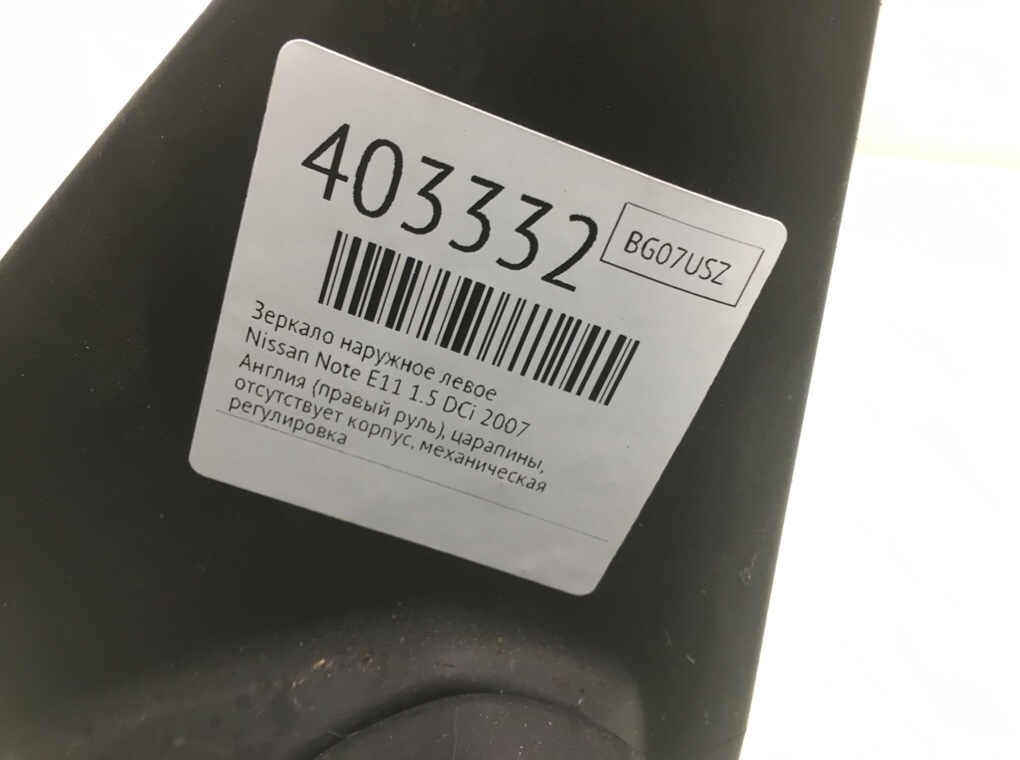 403332
BG07USZ
Зеркало наружное левое
Nissan Note E11 1.5 DCi 2007
Англия (правый руль), царапины,
отсутствует корпус, механическая
регулировка